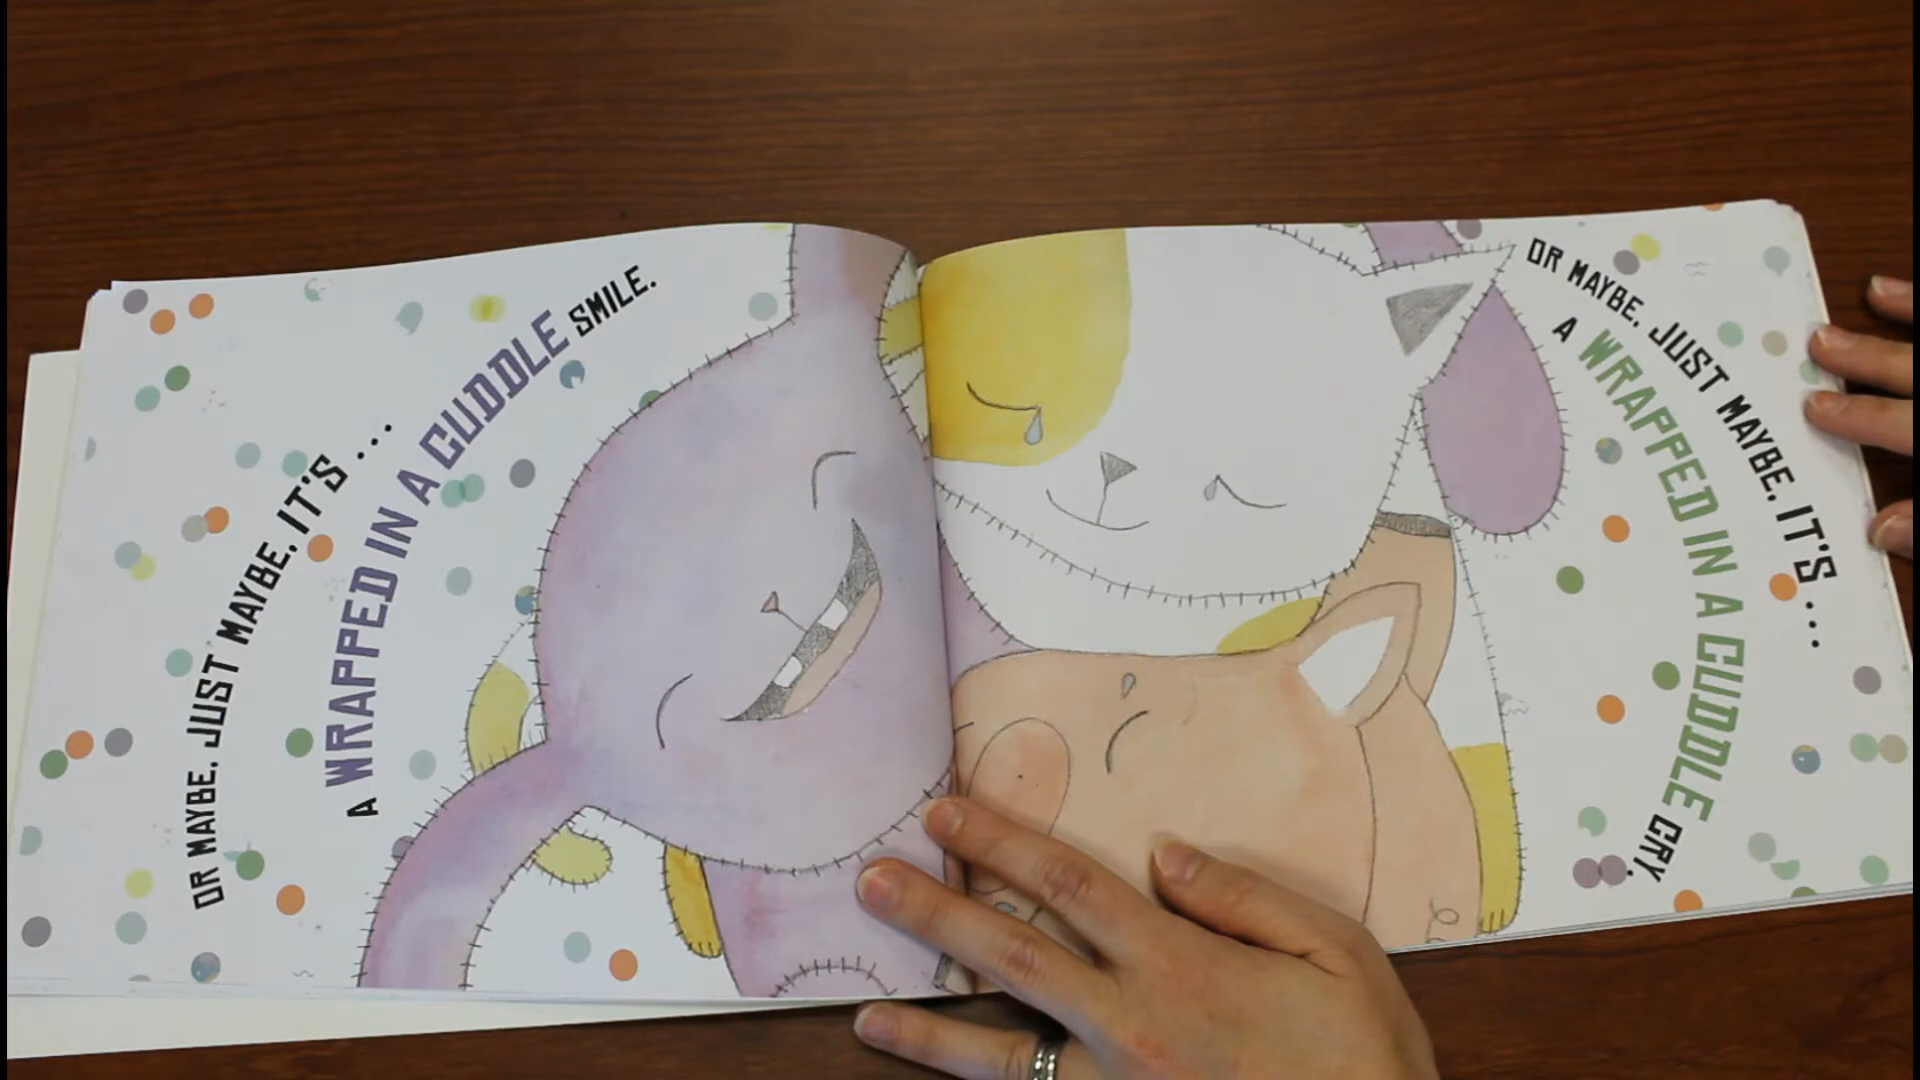 OR MAYBE, JUST MAYBE, IT'S ...
A WRAPPED IN A CUDDLE SMILE.
OR MAYBE, JUST MAYBE, IT'S ...
A WRAPPED IN A CUDDLE CRY.